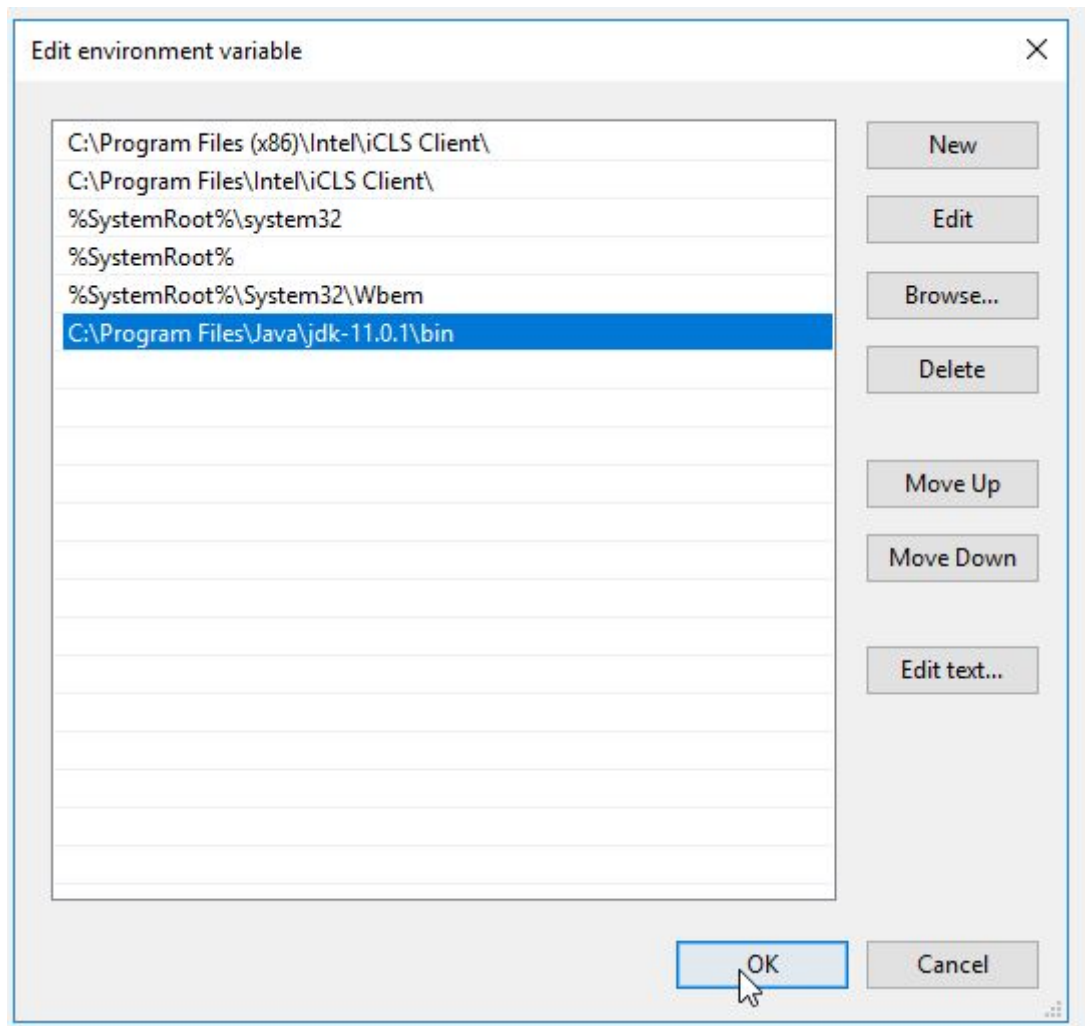 Edit environment variable
C:\Program Files (x86)\Intel\iCLS Client\
C:\Program Files\Intel\iCLS Client\
%SystemRoot%\system32
%SystemRoot%
%SystemRoot%\System32\Wbem
C:\Program Files\Java\jdk-11.0.1\bin
New
Edit
Browse...
Delete
Move Up
Move Down
Edit text...
OK
Cancel